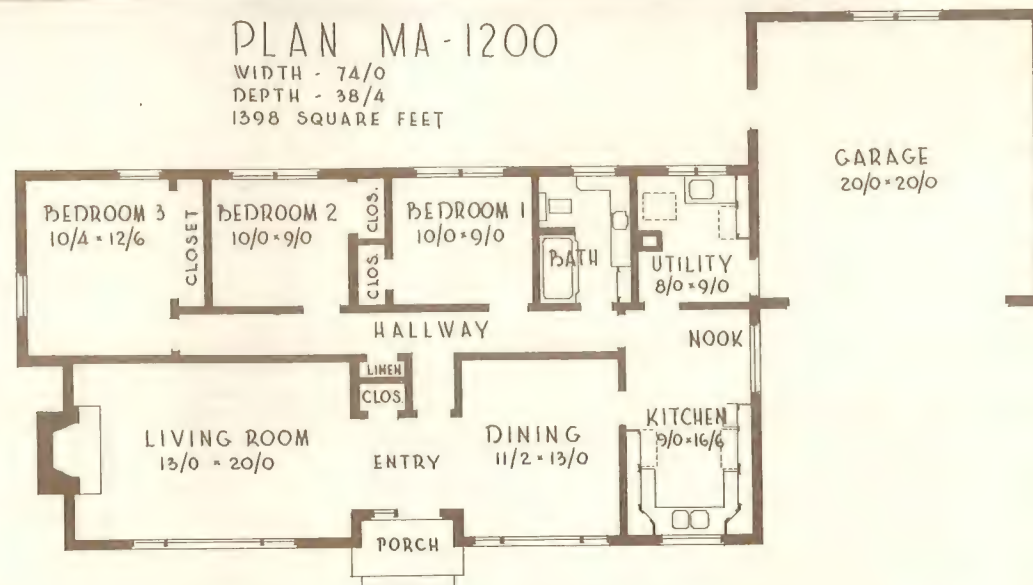 PLAN MA-1200
WIDTH - 74/0
DEPTH - 38/4
1398 SQUARE FEET
GARAGE
20/0 × 20/0
BEDROOM 3
10/4 × 12/6
CLOSET
BEDROOM 2
10/0 × 9/0
CLOS.
CLOS.
BEDROOM 1
10/0 × 9/0
BATH
UTILITY
8/0 × 9/0
HALLWAY
NOOK
LINEN
CLOS.
LIVING ROOM
13/0 × 20/0
ENTRY
DINING
11/2 × 13/0
KITCHEN
9/0 × 16/6
PORCH